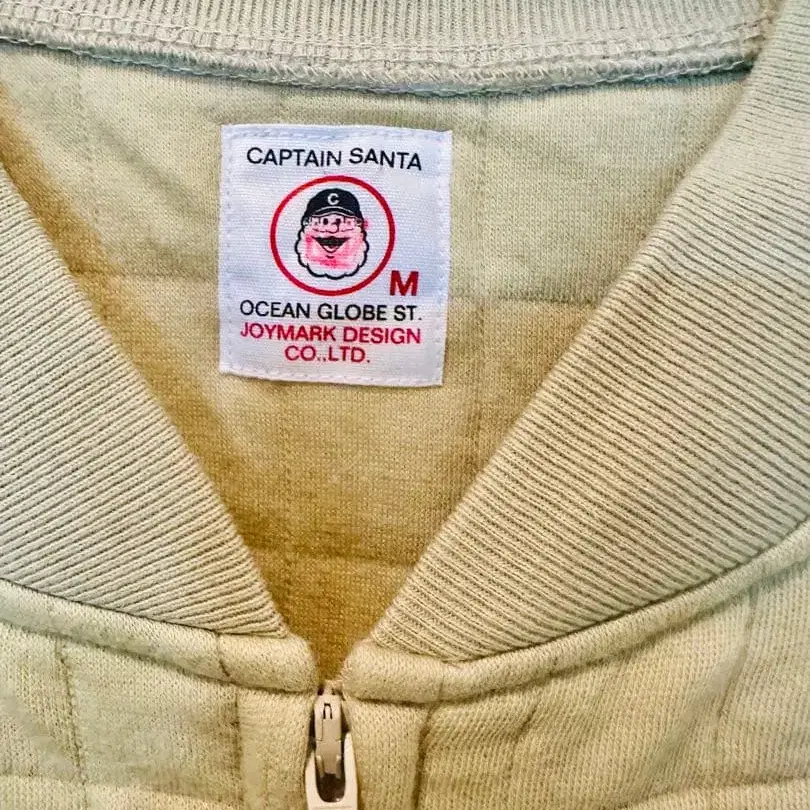 CAPTAIN SANTA
C
M
OCEAN GLOBE ST.
JOYMARK DESIGN
CO.,LTD.